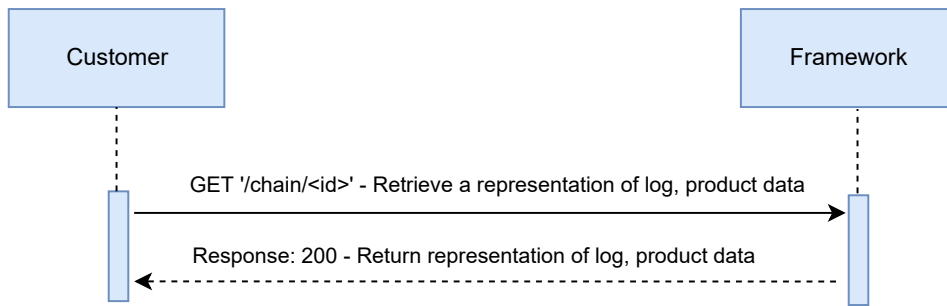 Customer
Framework
GET '/chain/<id>' - Retrieve a representation of log, product data
Response: 200 - Return representation of log, product data